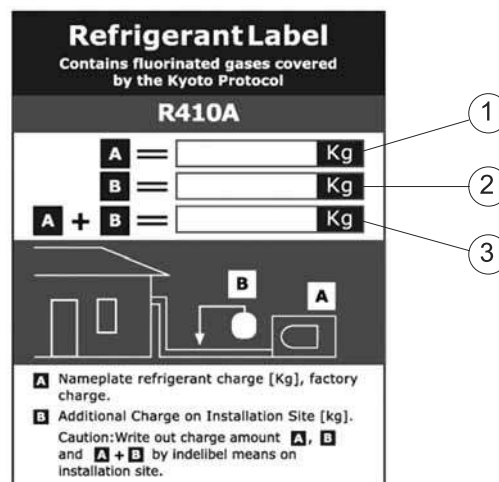 Refrigerant Label
Contains fluorinated gases covered
by the Kyoto Protocol
R410A
A = Kg 1
B = Kg 2
A + B = Kg 3
B
A
A Nameplate refrigerant charge [Kg], factory
charge.
B Additional Charge on Installation Site [kg].
Caution:Write out charge amount A, B
and A + B by indelibel means on
installation site.